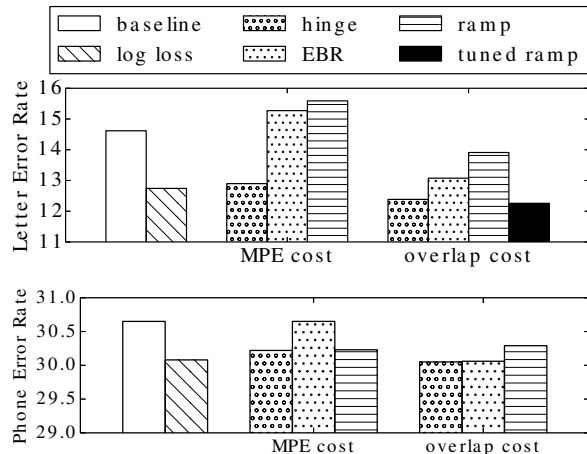 baseline hinge ramp
log loss EBR tuned ramp
Letter Error Rate
16
15
14
13
12
11
MPE cost overlap cost
Phone Error Rate
31.0
30.5
30.0
29.5
29.0
MPE cost overlap cost